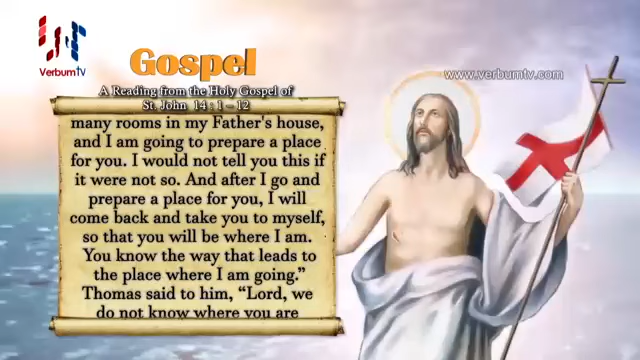 VerbumTV
Gospel
www.verbumtv.com
A Reading from the Holy Gospel of
St. John 14 : 1 – 12
many rooms in my Father's house,
and I am going to prepare a place
for you. I would not tell you this if
it were not so. And after I go and
prepare a place for you, I will
come back and take you to myself,
so that you will be where I am.
You know the way that leads to
the place where I am going.”
Thomas said to him, “Lord, we
do not know where you are